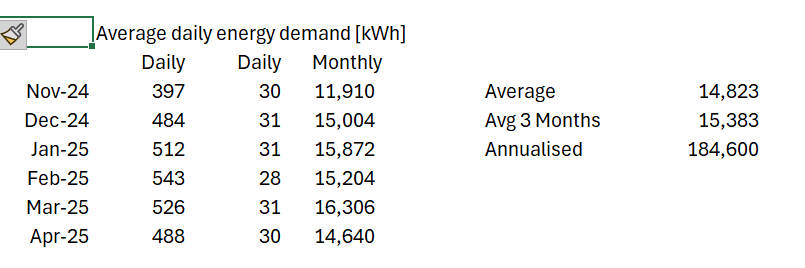 Average daily energy demand [kWh]
Daily Daily Monthly
Nov-24 397 30 11,910 Average 14,823
Dec-24 484 31 15,004 Avg 3 Months 15,383
Jan-25 512 31 15,872 Annualised 184,600
Feb-25 543 28 15,204
Mar-25 526 31 16,306
Apr-25 488 30 14,640